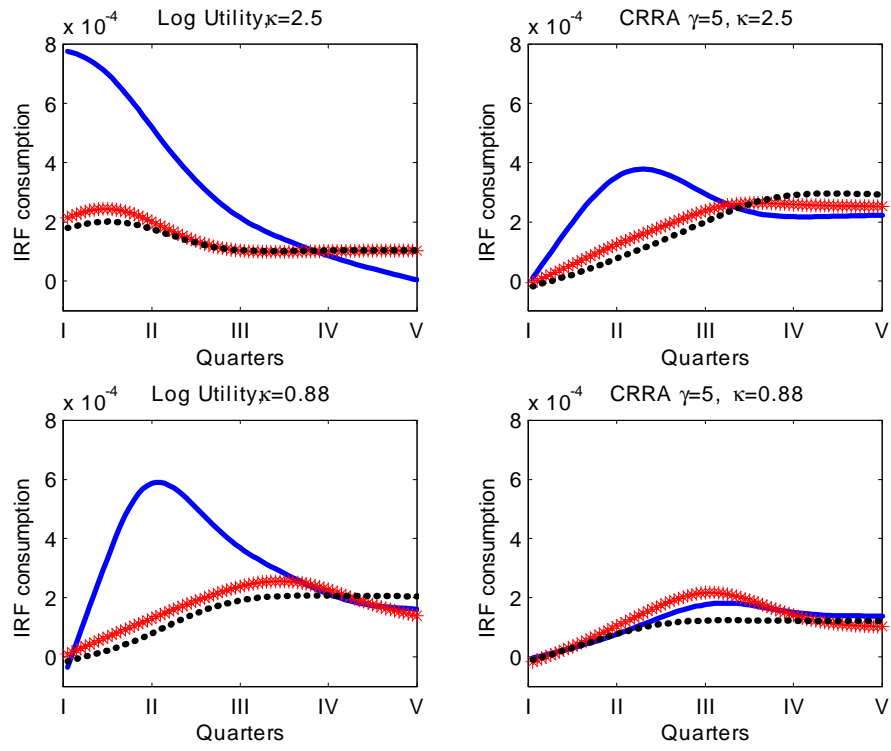 Log Utility,κ=2.5
x 10⁻⁴
8
6
4
2
0
IRF consumption
I II III IV V
Quarters
CRRA γ=5, κ=2.5
x 10⁻⁴
8
6
4
2
0
IRF consumption
I II III IV V
Quarters
Log Utility,κ=0.88
x 10⁻⁴
8
6
4
2
0
IRF consumption
I II III IV V
Quarters
CRRA γ=5, κ=0.88
x 10⁻⁴
8
6
4
2
0
IRF consumption
I II III IV V
Quarters